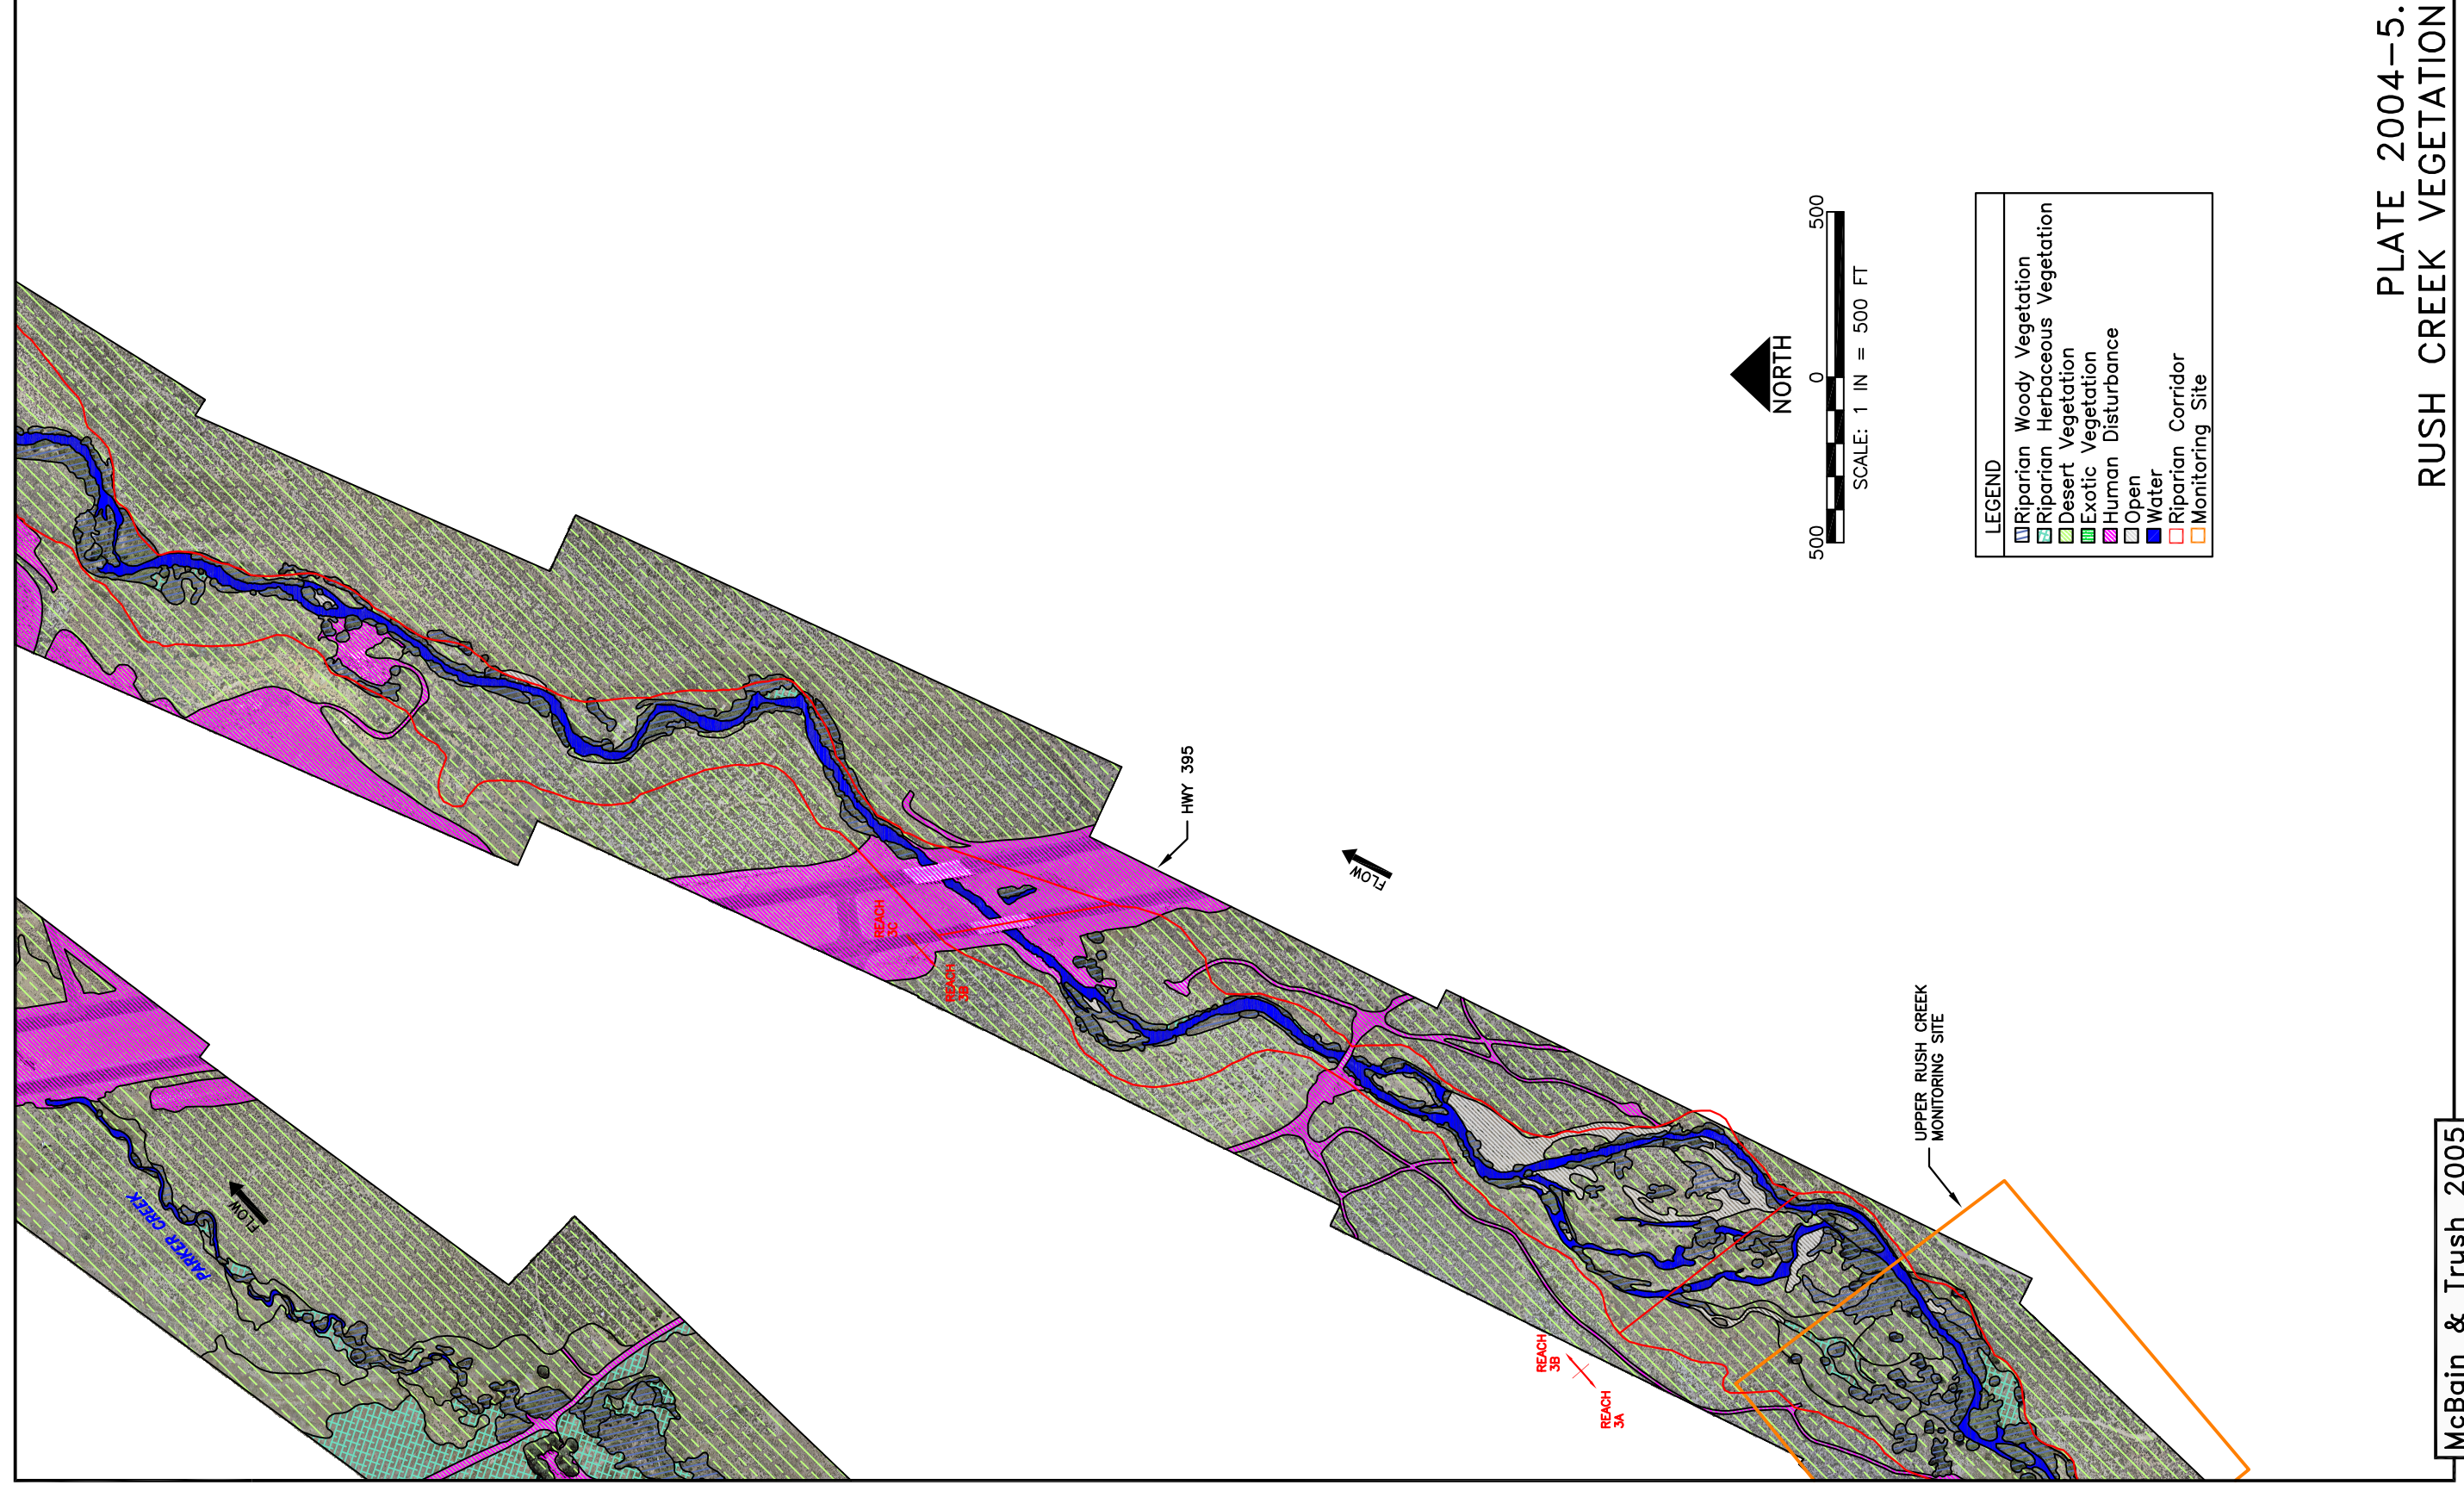 PLATE 2004-5.
RUSH CREEK VEGETATION
HWY 395
FLOW
REACH
3C
REACH
3B
PARKER CREEK
FLOW
UPPER RUSH CREEK
MONITORING SITE
REACH
3B
REACH
3A
NORTH
500
0
500
SCALE: 1 IN = 500 FT
LEGEND
Riparian Woody Vegetation
Riparian Herbaceous Vegetation
Desert Vegetation
Exotic Vegetation
Human Disturbance
Open
Water
Riparian Corridor
Monitoring Site
McBain & Trush 2005